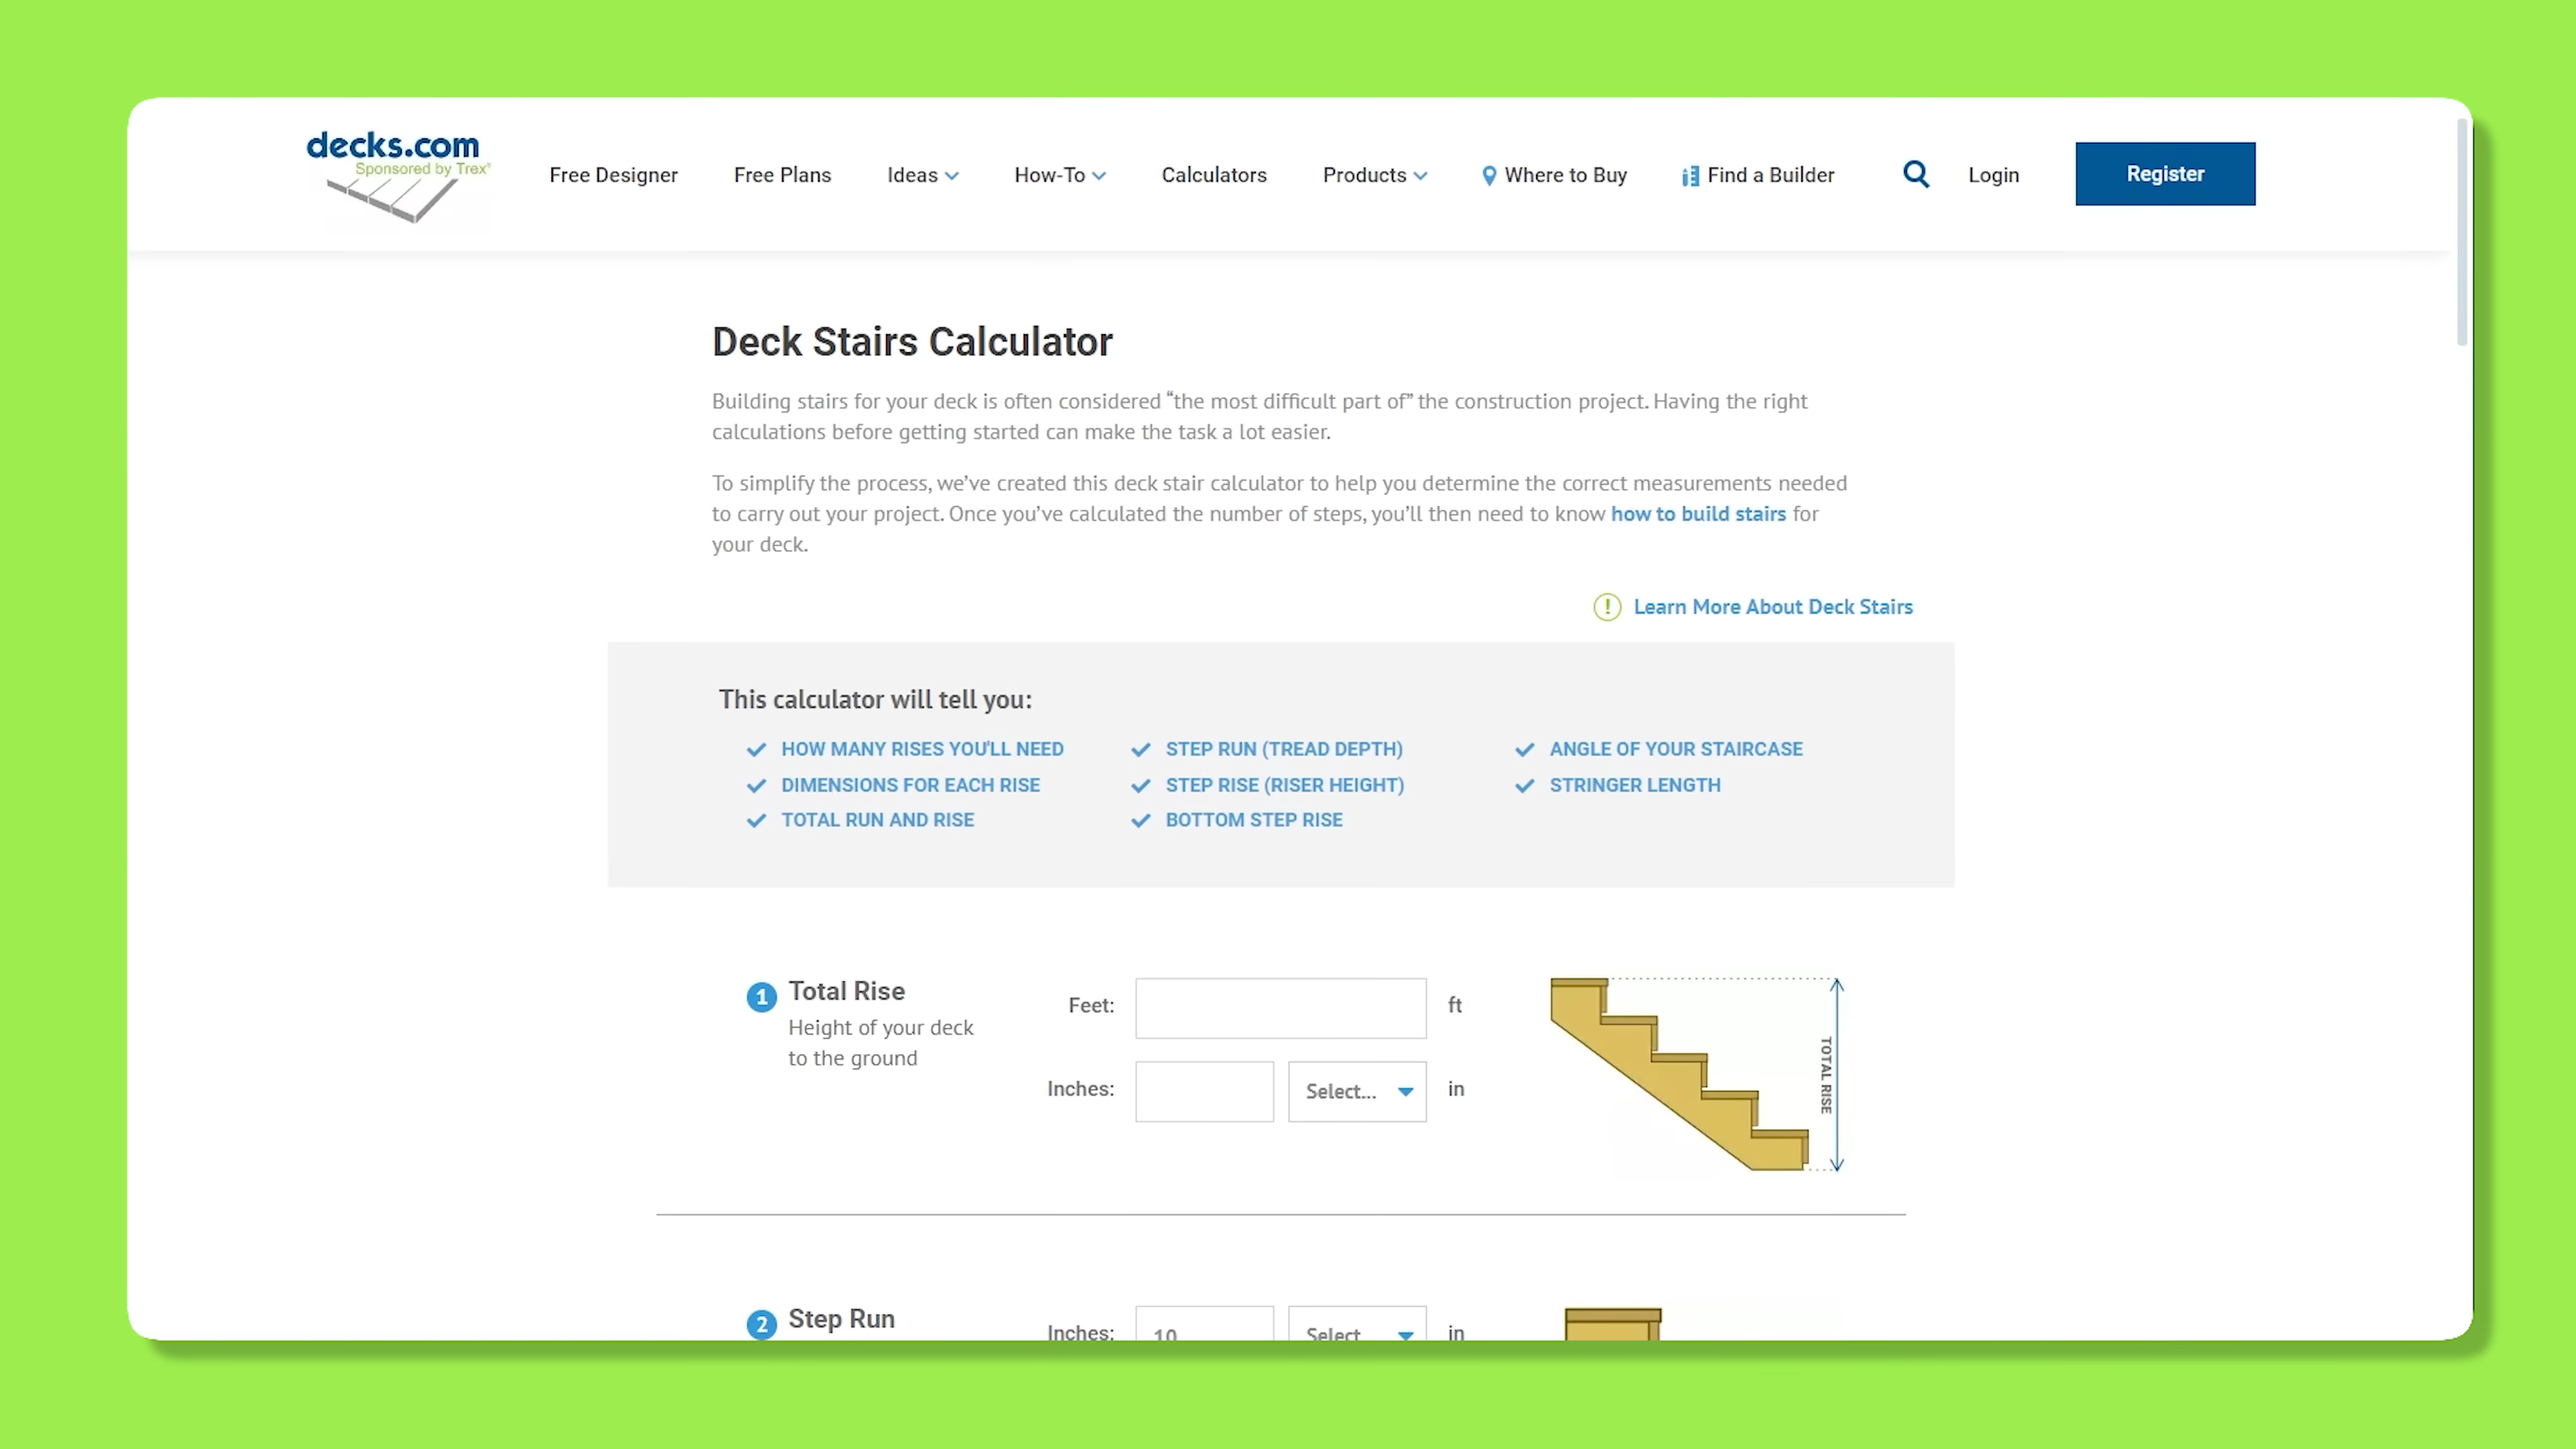 decks.com
Sponsored by Trex®
Free Designer
Free Plans
Ideas
How-To
Calculators
Products
Where to Buy
Find a Builder
Login
Register
Deck Stairs Calculator
Building stairs for your deck is often considered “the most difficult part of” the construction project. Having the right
calculations before getting started can make the task a lot easier.
To simplify the process, we’ve created this deck stair calculator to help you determine the correct measurements needed
to carry out your project. Once you’ve calculated the number of steps, you’ll then need to know how to build stairs for
your deck.
! Learn More About Deck Stairs
This calculator will tell you:
HOW MANY RISES YOU'LL NEED
DIMENSIONS FOR EACH RISE
TOTAL RUN AND RISE
STEP RUN (TREAD DEPTH)
STEP RISE (RISER HEIGHT)
BOTTOM STEP RISE
ANGLE OF YOUR STAIRCASE
STRINGER LENGTH
1 Total Rise
Height of your deck
to the ground
Feet:
ft
Inches:
Select...
in
TOTAL RISE
2 Step Run
Inches:
10
Select
in